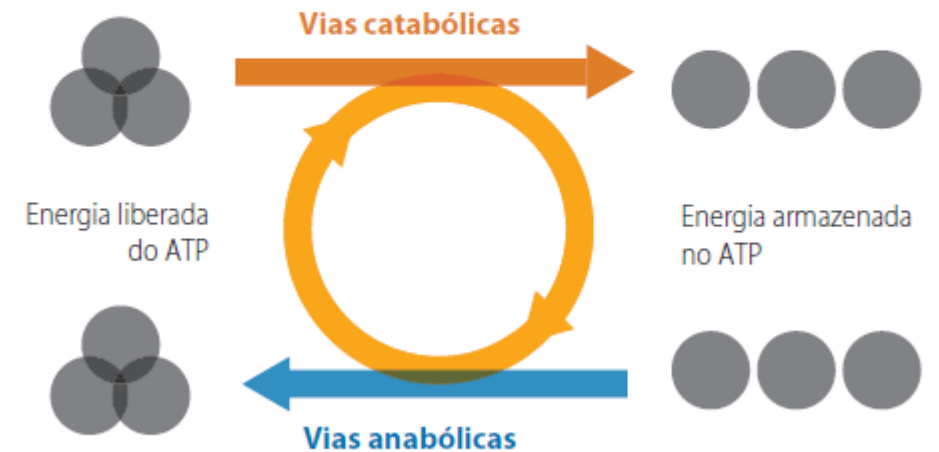 Vias catabólicas
Energia liberada
do ATP
Energia armazenada
no ATP
Vias anabólicas